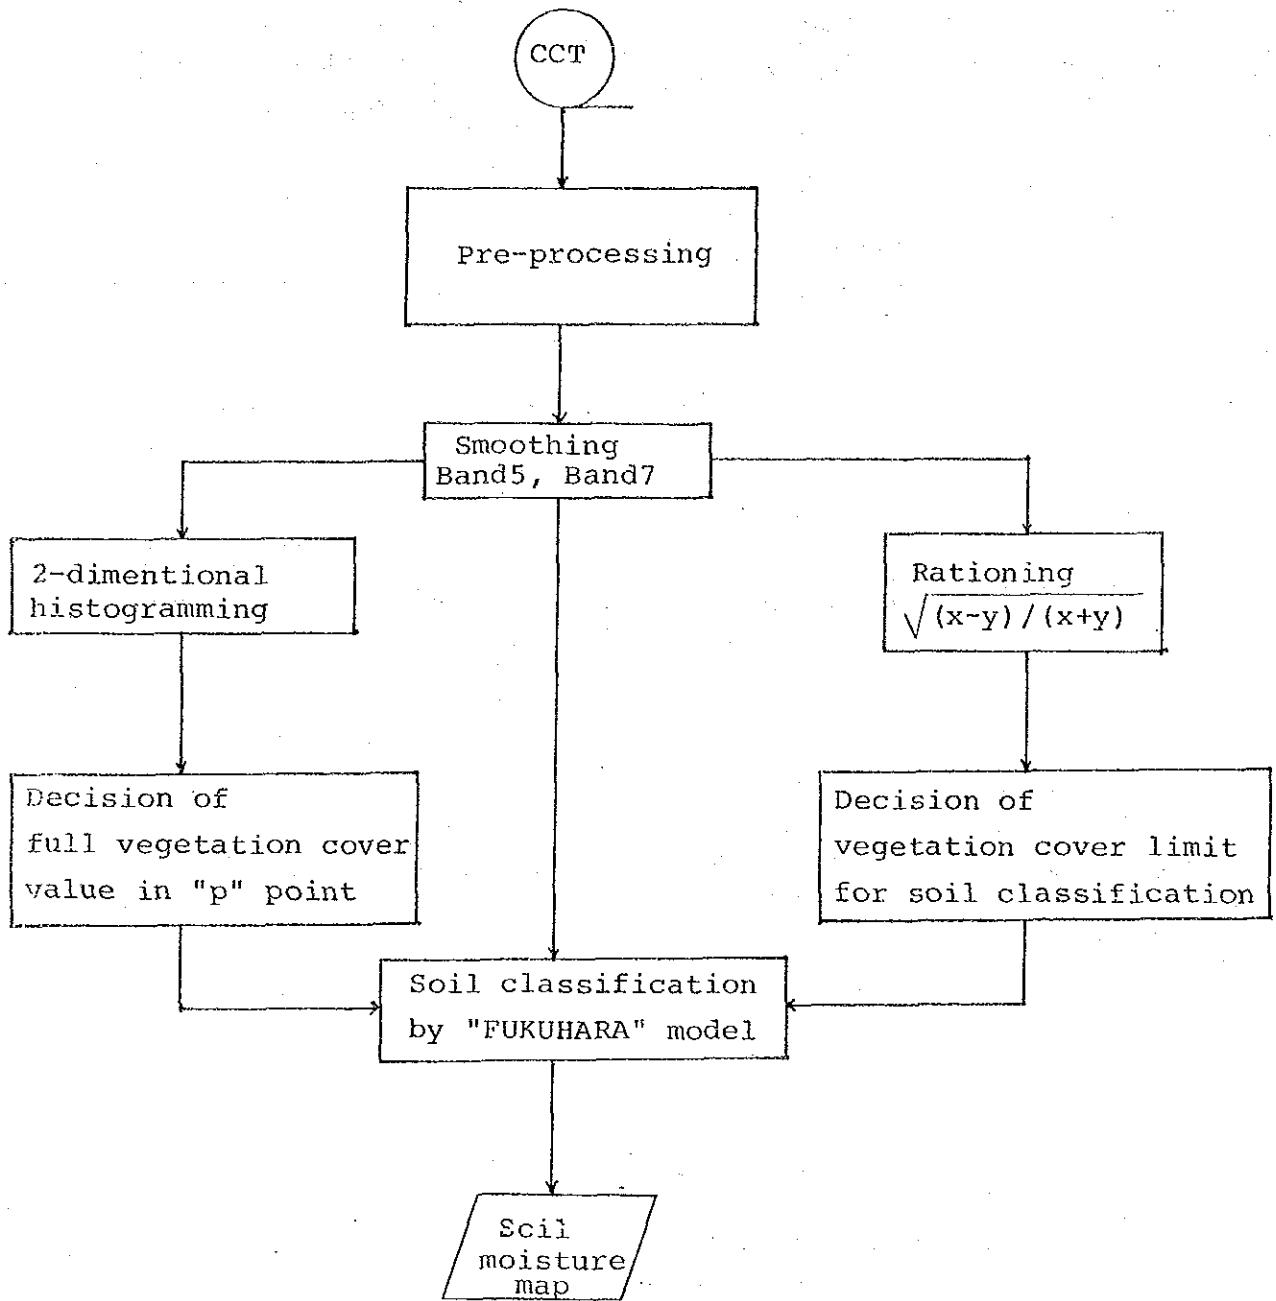 CCT
Pre-processing
Smoothing
Band5, Band7
2-dimentional
histogramming
Rationing
√(x-y)/(x+y)
Decision of
full vegetation cover
value in "p" point
Decision of
vegetation cover limit
for soil classification
Soil classification
by "FUKUHARA" model
Scil
moisture
map